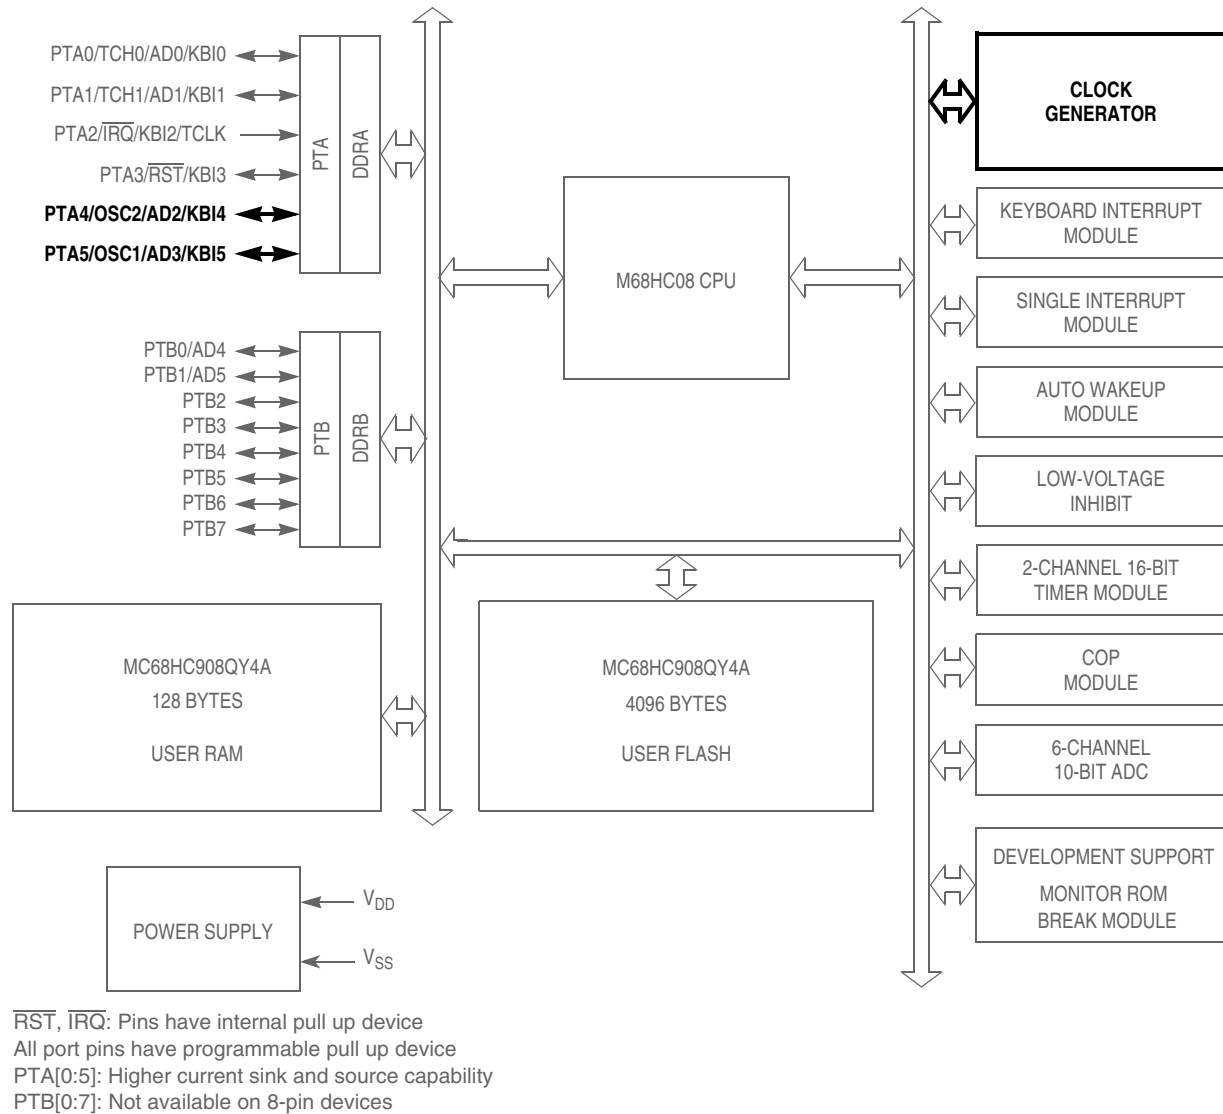 PTA0/TCH0/AD0/KBI0
PTA1/TCH1/AD1/KBI1
PTA2/IRQ/KBI2/TCLK
PTA3/RST/KBI3
PTA4/OSC2/AD2/KBI4
PTA5/OSC1/AD3/KBI5
PTA
DDRA
PTB0/AD4
PTB1/AD5
PTB2
PTB3
PTB4
PTB5
PTB6
PTB7
PTB
DDRB
M68HC08 CPU
MC68HC908QY4A
128 BYTES
USER RAM
MC68HC908QY4A
4096 BYTES
USER FLASH
POWER SUPPLY
VDD
VSS
CLOCK
GENERATOR
KEYBOARD INTERRUPT
MODULE
SINGLE INTERRUPT
MODULE
AUTO WAKEUP
MODULE
LOW-VOLTAGE
INHIBIT
2-CHANNEL 16-BIT
TIMER MODULE
COP
MODULE
6-CHANNEL
10-BIT ADC
DEVELOPMENT SUPPORT
MONITOR ROM
BREAK MODULE
RST, IRQ: Pins have internal pull up device
All port pins have programmable pull up device
PTA[0:5]: Higher current sink and source capability
PTB[0:7]: Not available on 8-pin devices